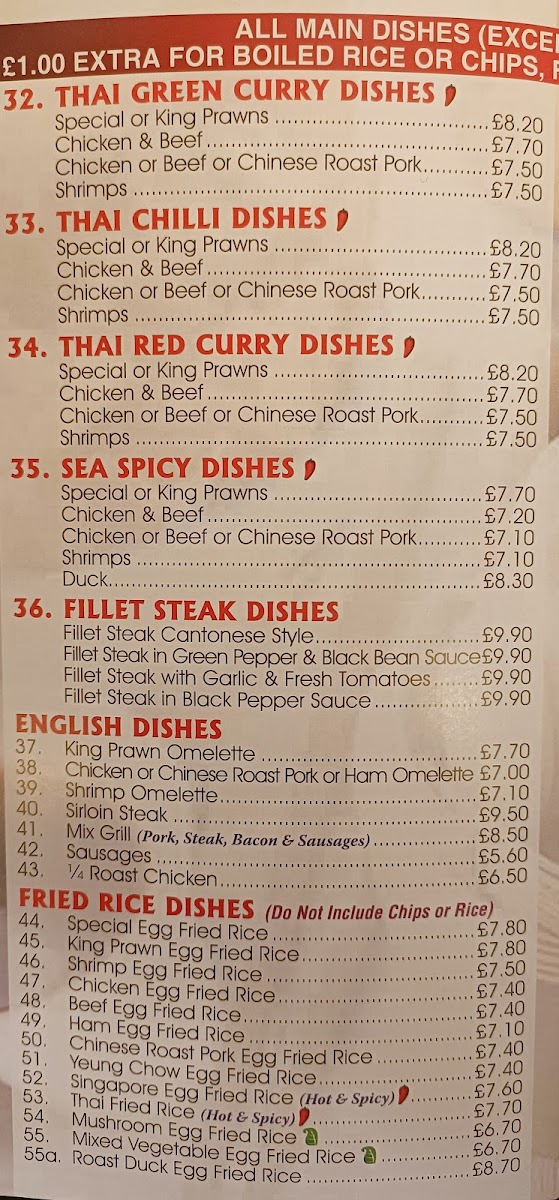 ALL MAIN DISHES (EXCE
£1.00 EXTRA FOR BOILED RICE OR CHIPS, F
32. THAI GREEN CURRY DISHES
Special or King Prawns ........................ £8.20
Chicken & Beef ........................ £7.70
Chicken or Beef or Chinese Roast Pork ........... £7.50
Shrimps ........................ £7.50
33. THAI CHILLI DISHES
Special or King Prawns ........................ £8.20
Chicken & Beef ........................ £7.70
Chicken or Beef or Chinese Roast Pork ........... £7.50
Shrimps ........................ £7.50
34. THAI RED CURRY DISHES
Special or King Prawns ........................ £8.20
Chicken & Beef ........................ £7.70
Chicken or Beef or Chinese Roast Pork ........... £7.50
Shrimps ........................ £7.50
35. SEA SPICY DISHES
Special or King Prawns ........................ £7.70
Chicken & Beef ........................ £7.20
Chicken or Beef or Chinese Roast Pork ........... £7.10
Shrimps ........................ £7.10
Duck ........................ £8.30
36. FILLET STEAK DISHES
Fillet Steak Cantonese Style ........................ £9.90
Fillet Steak in Green Pepper & Black Bean Sauce £9.90
Fillet Steak with Garlic & Fresh Tomatoes ........ £9.90
Fillet Steak in Black Pepper Sauce ................ £9.90
ENGLISH DISHES
37. King Prawn Omelette ........................ £7.70
38. Chicken or Chinese Roast Pork or Ham Omelette £7.00
39. Shrimp Omelette ........................ £7.10
40. Sirloin Steak ........................ £9.50
41. Mix Grill (Pork, Steak, Bacon & Sausages) ................ £8.50
42. Sausages ........................ £5.60
43. ¼ Roast Chicken ........................ £6.50
FRIED RICE DISHES (Do Not Include Chips or Rice)
44. Special Egg Fried Rice ........................ £7.80
45. King Prawn Egg Fried Rice ........................ £7.80
46. Shrimp Egg Fried Rice ........................ £7.50
47. Chicken Egg Fried Rice ........................ £7.40
48. Beef Egg Fried Rice ........................ £7.40
49. Ham Egg Fried Rice ........................ £7.10
50. Chinese Roast Pork Egg Fried Rice ................ £7.40
51. Yeung Chow Egg Fried Rice ........................ £7.40
52. Singapore Egg Fried Rice (Hot & Spicy) ........... £7.60
53. Thai Fried Rice (Hot & Spicy) ........................ £7.70
54. Mushroom Egg Fried Rice ........................ £6.70
55. Mixed Vegetable Egg Fried Rice ................ £6.70
55a. Roast Duck Egg Fried Rice ........................ £8.70